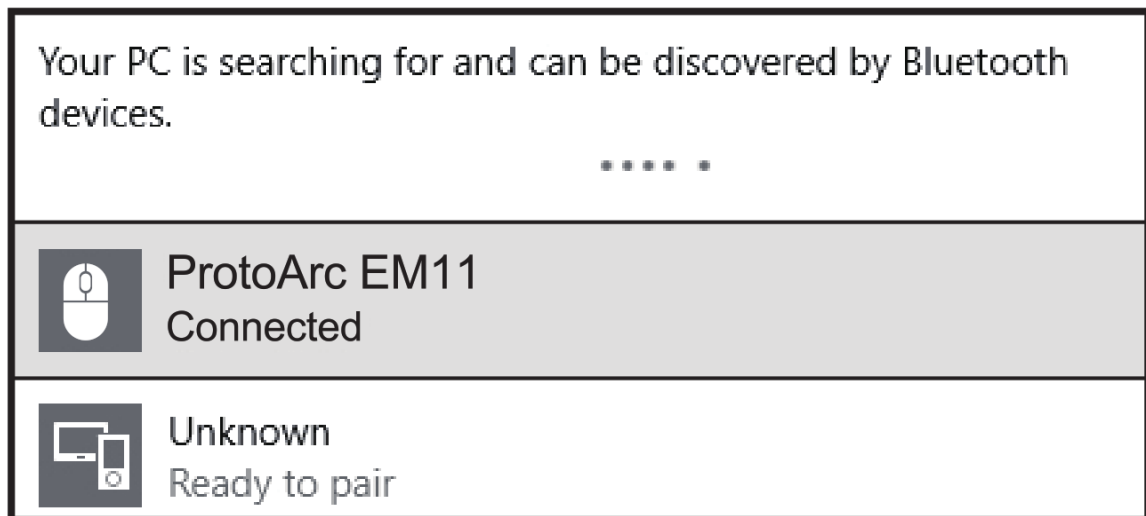 Your PC is searching for and can be discovered by Bluetooth
devices.
ProtoArc EM11
Connected
Unknown
Ready to pair